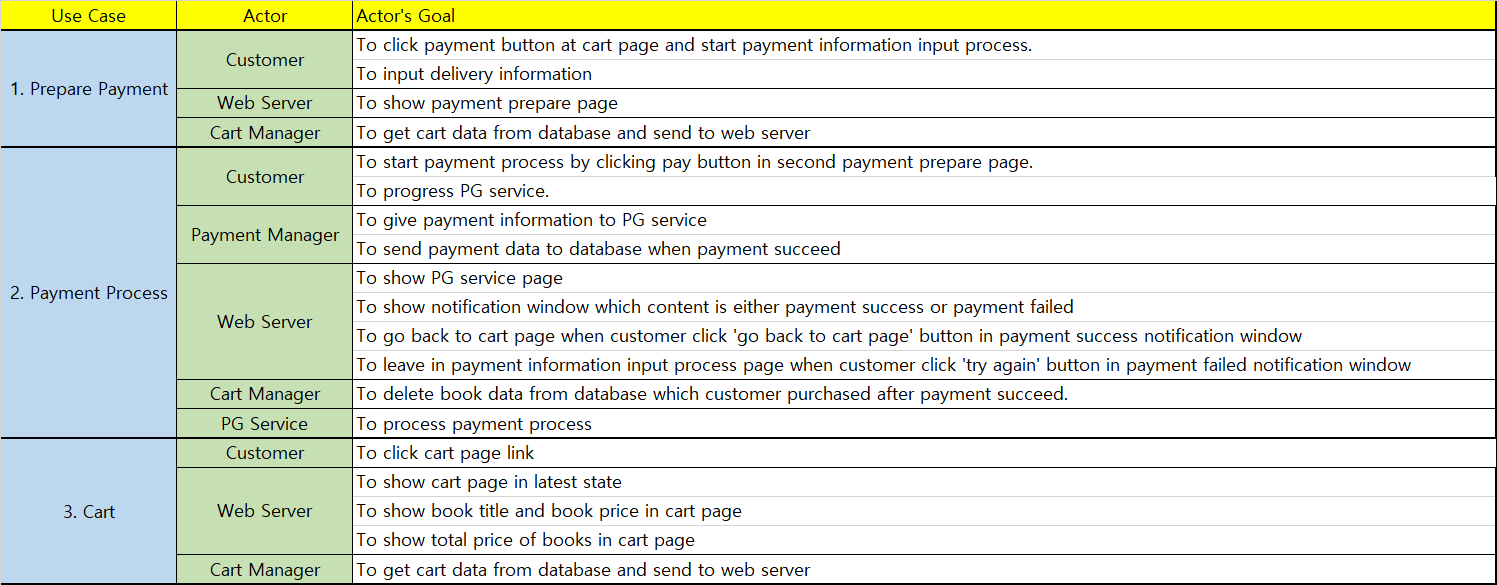 Use Case Actor Actor's Goal
1. Prepare Payment
Customer
To click payment button at cart page and start payment information input process.
To input delivery information
Web Server To show payment prepare page
Cart Manager To get cart data from database and send to web server
2. Payment Process
Customer
To start payment process by clicking pay button in second payment prepare page.
To progress PG service.
Payment Manager
To give payment information to PG service
To send payment data to database when payment succeed
Web Server
To show PG service page
To show notification window which content is either payment success or payment failed
To go back to cart page when customer click 'go back to cart page' button in payment success notification window
To leave in payment information input process page when customer click 'try again' button in payment failed notification window
Cart Manager To delete book data from database which customer purchased after payment succeed.
PG Service To process payment process
3. Cart
Customer To click cart page link
Web Server
To show cart page in latest state
To show book title and book price in cart page
To show total price of books in cart page
Cart Manager To get cart data from database and send to web server